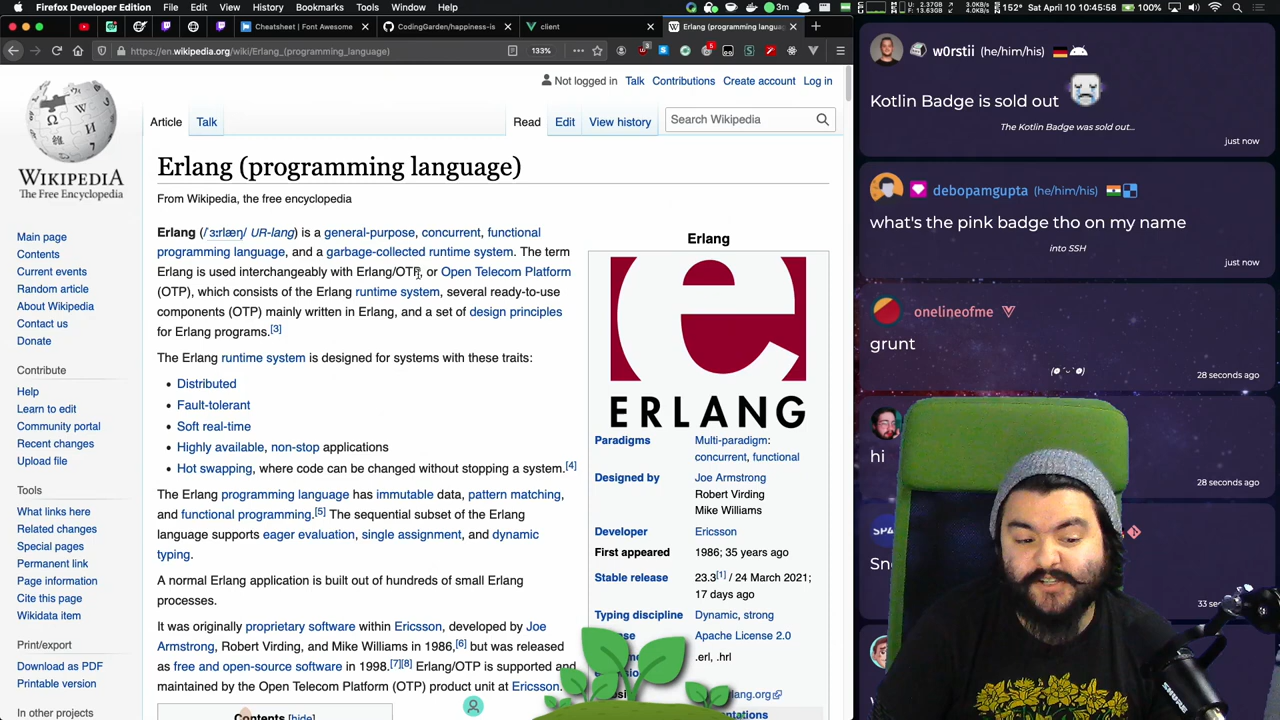 Firefox Developer Edition File Edit View History Bookmarks Tools Window Help
3m
152° Sat April 10 10:45:58 100%
Cheatsheet | Font Awesome
CodingGarden/happiness-is
client
Erlang (programming langua
https://en.wikipedia.org/wiki/Erlang_(programming_language)
133%
Not logged in Talk Contributions Create account Log in
Article Talk Read Edit View history Search Wikipedia
WIKIPEDIA
The Free Encyclopedia
Main page
Contents
Current events
Random article
About Wikipedia
Contact us
Donate
Contribute
Help
Learn to edit
Community portal
Recent changes
Upload file
Tools
What links here
Related changes
Special pages
Permanent link
Page information
Cite this page
Wikidata item
Print/export
Download as PDF
Printable version
In other projects
Erlang (programming language)
From Wikipedia, the free encyclopedia
Erlang (/ˈɜːrlæŋ/ UR-lang) is a general-purpose, concurrent, functional
programming language, and a garbage-collected runtime system. The term
Erlang is used interchangeably with Erlang/OTP, or Open Telecom Platform
(OTP), which consists of the Erlang runtime system, several ready-to-use
components (OTP) mainly written in Erlang, and a set of design principles
for Erlang programs.[3]
The Erlang runtime system is designed for systems with these traits:
• Distributed
• Fault-tolerant
• Soft real-time
• Highly available, non-stop applications
• Hot swapping, where code can be changed without stopping a system.[4]
The Erlang programming language has immutable data, pattern matching,
and functional programming.[5] The sequential subset of the Erlang
language supports eager evaluation, single assignment, and dynamic
typing.
A normal Erlang application is built out of hundreds of small Erlang
processes.
It was originally proprietary software within Ericsson, developed by Joe
Armstrong, Robert Virding, and Mike Williams in 1986,[6] but was released
as free and open-source software in 1998.[7][8] Erlang/OTP is supported and
maintained by the Open Telecom Platform (OTP) product unit at Ericsson.
Contents [hide]
Erlang
ERLANG
Paradigms Multi-paradigm:
concurrent, functional
Designed by Joe Armstrong
Robert Virding
Mike Williams
Developer Ericsson
First appeared 1986; 35 years ago
Stable release 23.3[1] / 24 March 2021;
17 days ago
Typing discipline Dynamic, strong
Apache License 2.0
.erl, .hrl
w0rstii (he/him/his)
Kotlin Badge is sold out
The Kotlin Badge was sold out...
just now
debopamgupta (he/him/his)
what's the pink badge tho on my name
into SSH
just now
onelineofme
grunt
28 seconds ago
hi
28 seconds ago
SP4
33 seco
SHURE